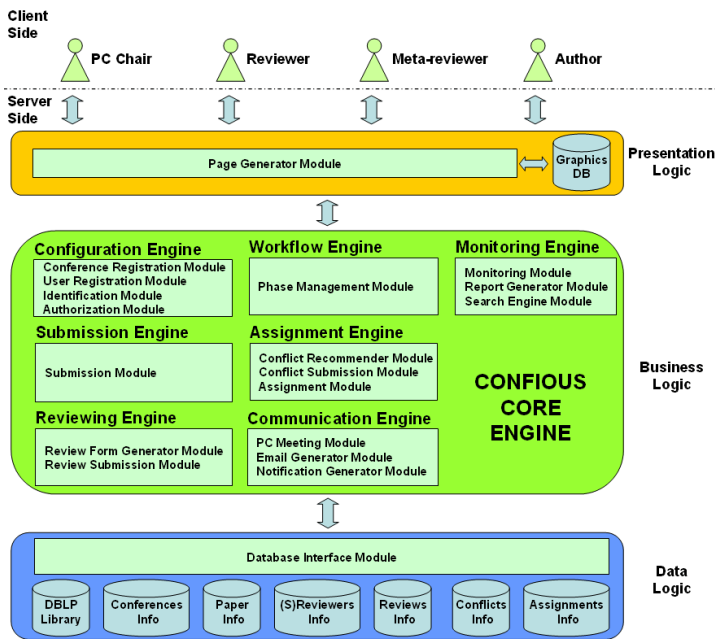 Client
Side
PC Chair
Reviewer
Meta-reviewer
Author
Server
Side
Page Generator Module
Graphics
DB
Presentation
Logic
Configuration Engine
Conference Registration Module
User Registration Module
Identification Module
Authorization Module
Workflow Engine
Phase Management Module
Monitoring Engine
Monitoring Module
Report Generator Module
Search Engine Module
Submission Engine
Submission Module
Assignment Engine
Conflict Recommender Module
Conflict Submission Module
Assignment Module
CONFIOUS
CORE
ENGINE
Business
Logic
Reviewing Engine
Review Form Generator Module
Review Submission Module
Communication Engine
PC Meeting Module
Email Generator Module
Notification Generator Module
Database Interface Module
Data
Logic
DBLP
Library
Conferences
Info
Paper
Info
(S)Reviewers
Info
Reviews
Info
Conflicts
Info
Assignments
Info